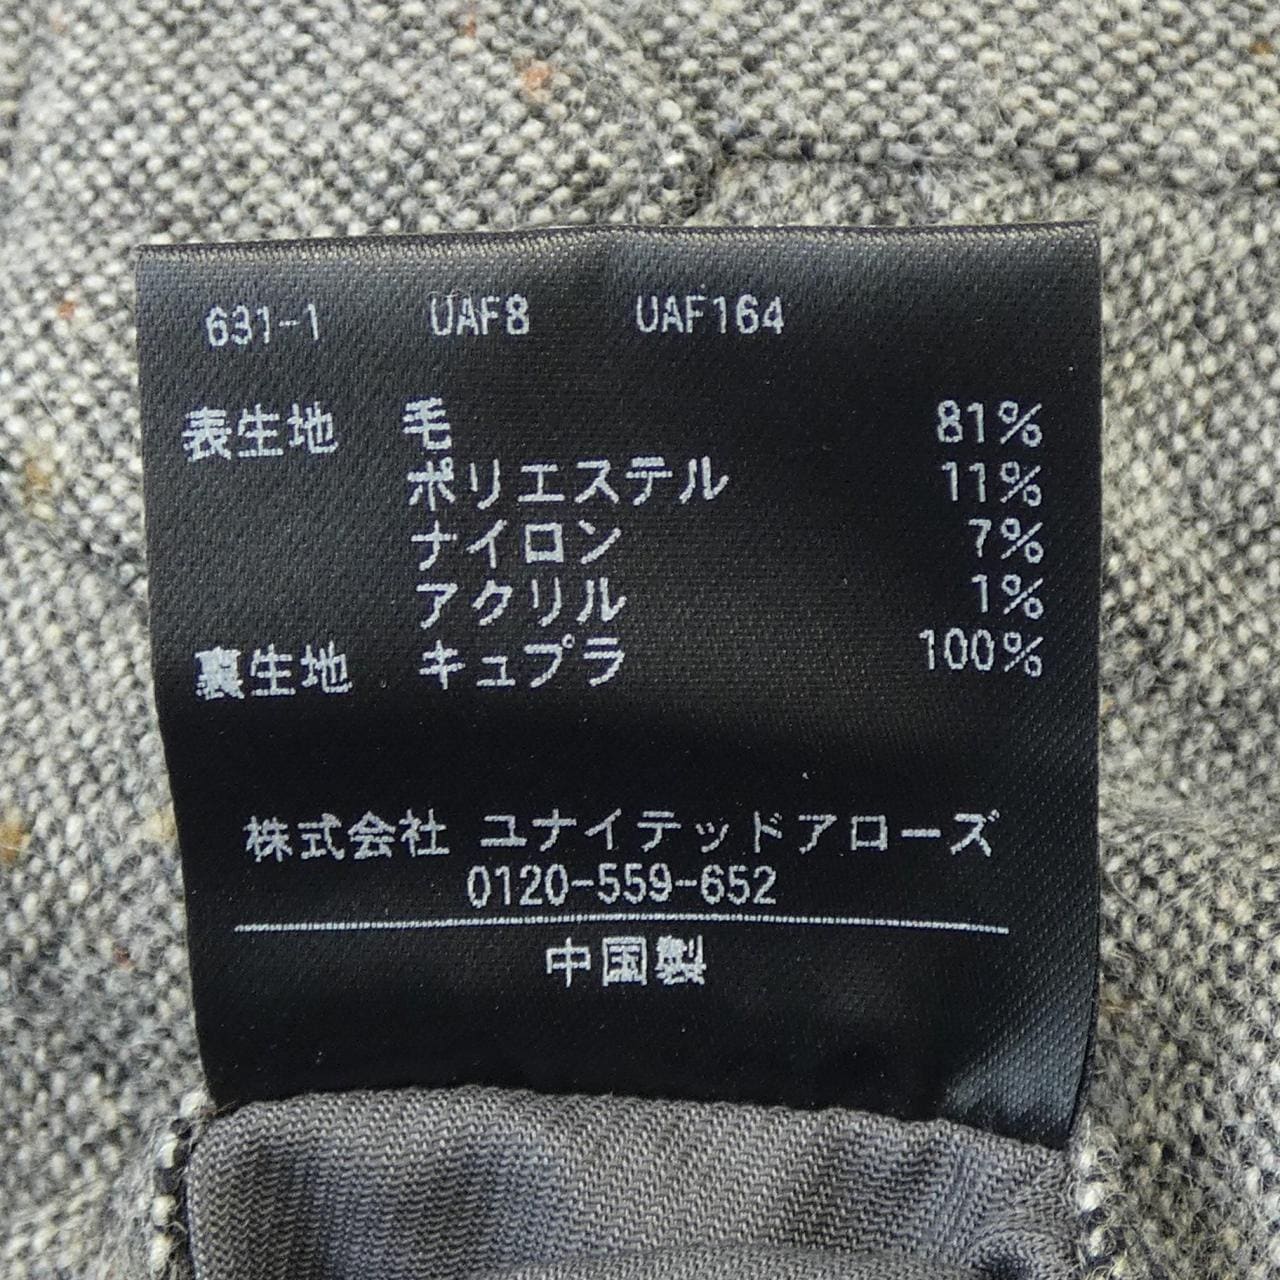 631-1 UAF8 UAF164
表生地 毛 81%
ポリエステル 11%
ナイロン 7%
アクリル 1%
裏生地 キュプラ 100%
株式会社 ユナイテッドアローズ
0120-559-652
中国製